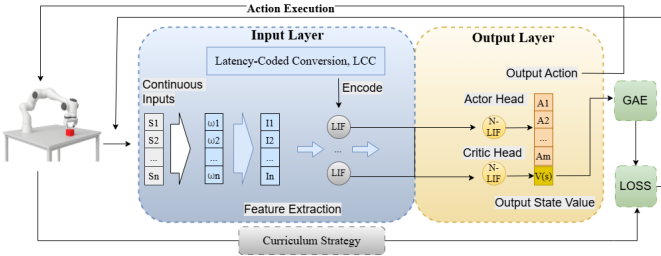 Action Execution
Input Layer
Latency-Coded Conversion, LCC
Continuous
Inputs
Encode
S1
S2
...
Sn
ω1
ω2
...
ωn
I1
I2
...
In
LIF
...
LIF
Feature Extraction
Output Layer
Output Action
Actor Head
N-
LIF
Critic Head
N-
LIF
A1
A2
...
Am
V(s)
Output State Value
GAE
LOSS
Curriculum Strategy